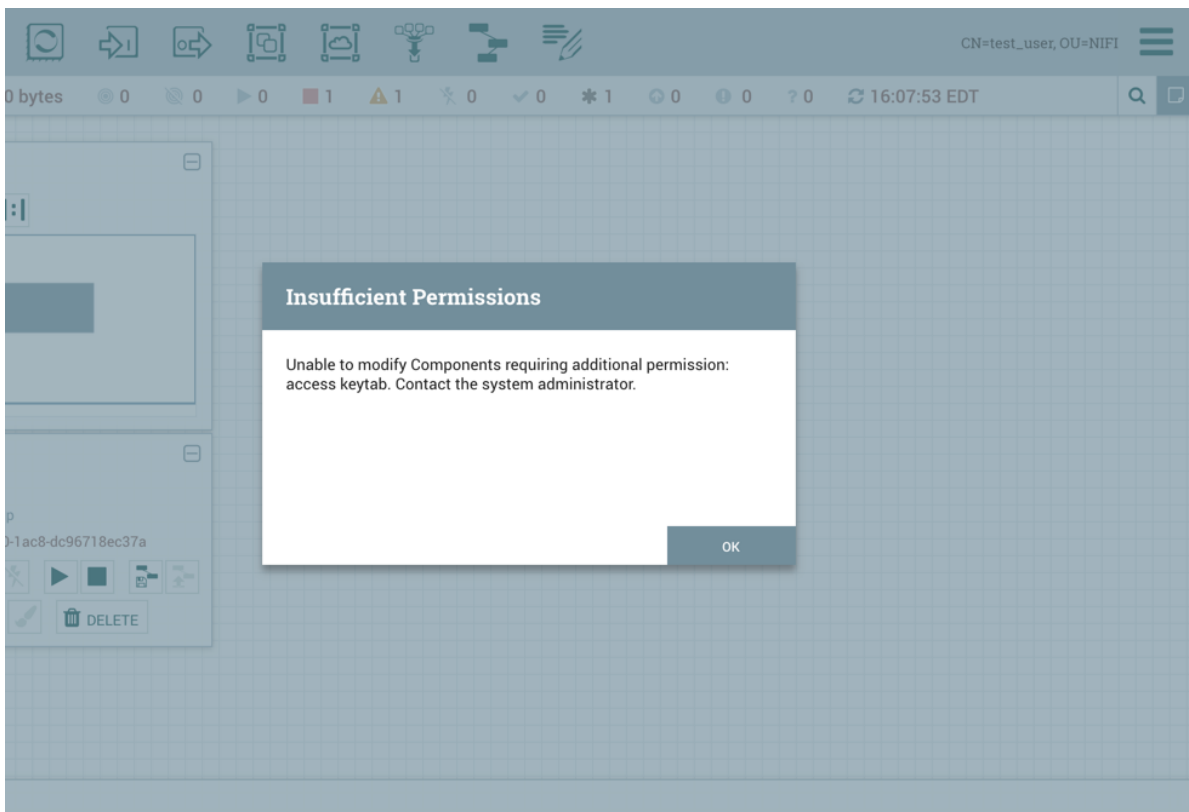 CN=test_user, OU=NIFI
0 bytes 0 0 0 1 1 0 0 1 0 0 ? 0 16:07:53 EDT
Insufficient Permissions
Unable to modify Components requiring additional permission:
access keytab. Contact the system administrator.
OK
p
0-1ac8-dc96718ec37a
DELETE